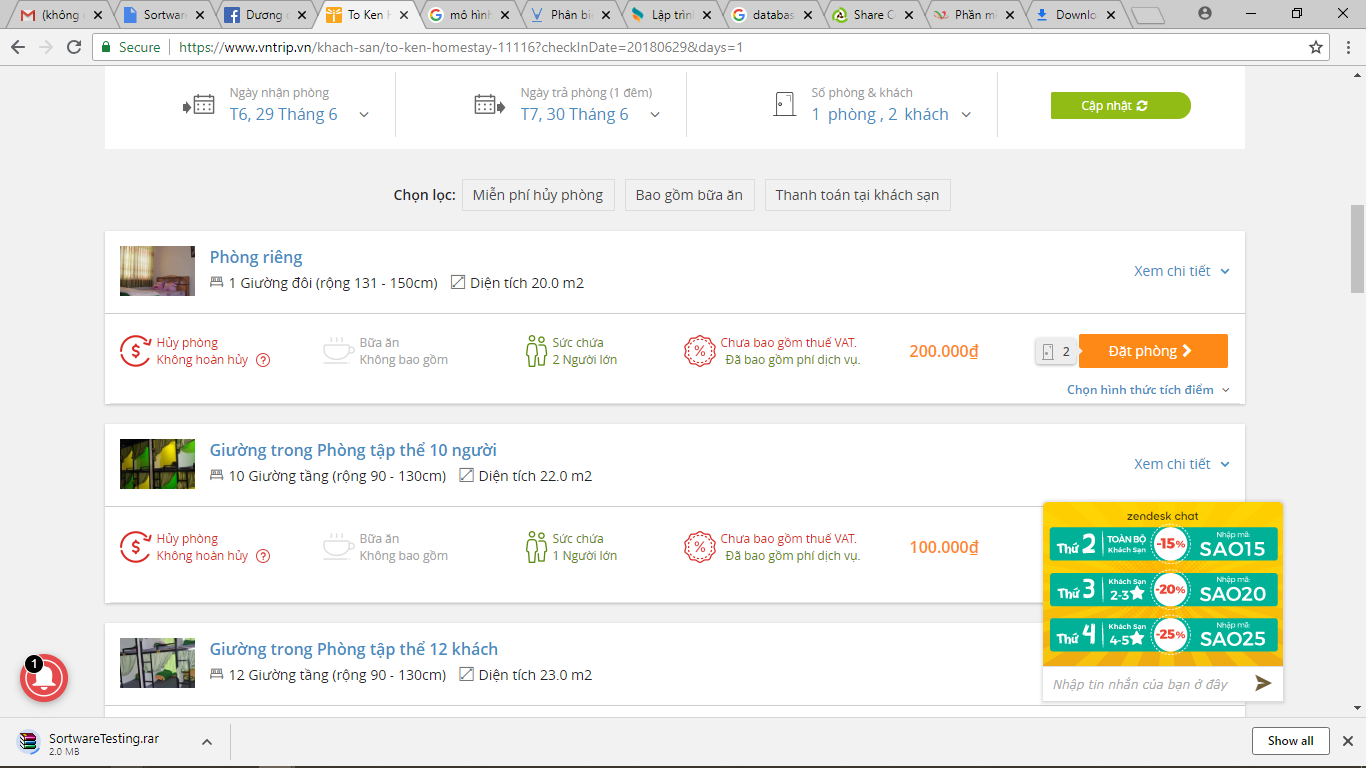 (không
Sortware
Dương
To Ken H
mô hình
Phân bi
Lập trìn
databas
Share C
Phần m
Downlo
Secure
https://www.vntrip.vn/khach-san/to-ken-homestay-11116?checkInDate=20180629&days=1
Ngày nhận phòng
T6, 29 Tháng 6
Ngày trả phòng (1 đêm)
T7, 30 Tháng 6
Số phòng & khách
1 phòng , 2 khách
Cập nhật
Chọn lọc:
Miễn phí hủy phòng
Bao gồm bữa ăn
Thanh toán tại khách sạn
Phòng riêng
1 Giường đôi (rộng 131 - 150cm)
Diện tích 20.0 m2
Xem chi tiết
Hủy phòng
Không hoàn hủy
?
Bữa ăn
Không bao gồm
Sức chứa
2 Người lớn
Chưa bao gồm thuế VAT.
Đã bao gồm phí dịch vụ.
200.000₫
2
Đặt phòng
Chọn hình thức tích điểm
Giường trong Phòng tập thể 10 người
10 Giường tầng (rộng 90 - 130cm)
Diện tích 22.0 m2
Xem chi tiết
Hủy phòng
Không hoàn hủy
?
Bữa ăn
Không bao gồm
Sức chứa
1 Người lớn
Chưa bao gồm thuế VAT.
Đã bao gồm phí dịch vụ.
100.000₫
Giường trong Phòng tập thể 12 khách
12 Giường tầng (rộng 90 - 130cm)
Diện tích 23.0 m2
zendesk chat
Thứ 2
TOÀN BỘ
Khách Sạn
-15%
Nhập mã:
SAO15
Thứ 3
Khách Sạn
2-3
-20%
Nhập mã:
SAO20
Thứ 4
Khách Sạn
4-5
-25%
Nhập mã:
SAO25
Nhập tin nhắn của bạn ở đây
1
SortwareTesting.rar
2.0 MB
Show all